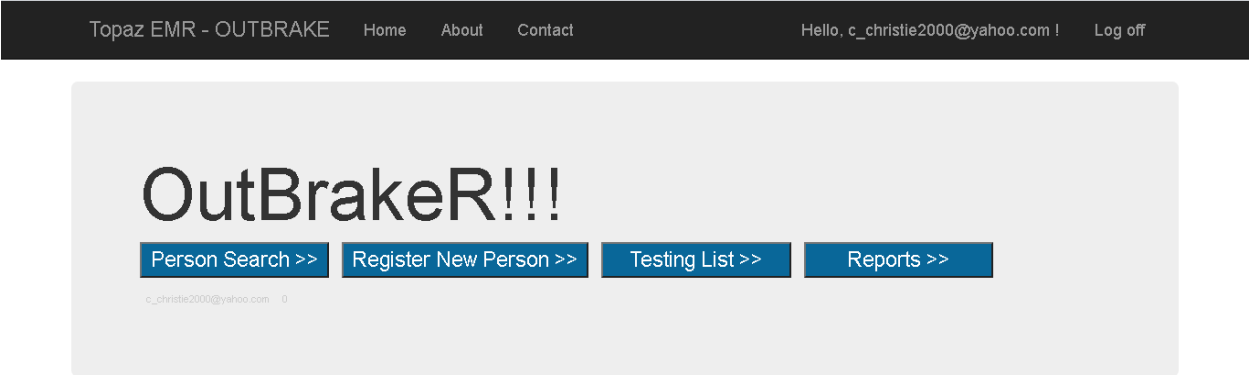 Topaz EMR - OUTBRAKE Home About Contact Hello, c_christie2000@yahoo.com ! Log off
OutBrakeR!!!
Person Search >> Register New Person >> Testing List >> Reports >>
c_christie2000@yahoo.com 0